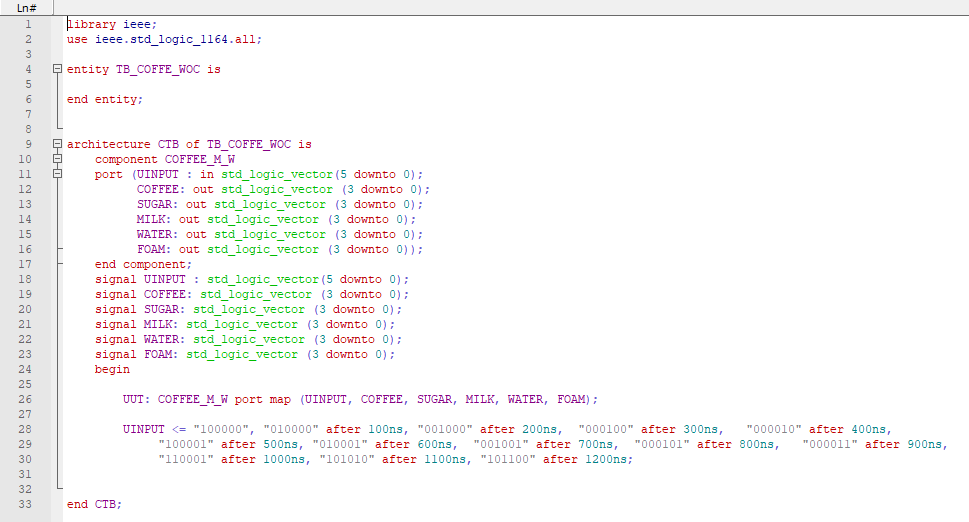 Ln#
1 library ieee;
2 use ieee.std_logic_1164.all;
3
4 entity TB_COFFE_WOC is
5
6 end entity;
7
8
9 architecture CTB of TB_COFFE_WOC is
10 component COFFEE_M_W
11 port (UINPUT : in std_logic_vector(5 downto 0);
12 COFFEE: out std_logic_vector (3 downto 0);
13 SUGAR: out std_logic_vector (3 downto 0);
14 MILK: out std_logic_vector (3 downto 0);
15 WATER: out std_logic_vector (3 downto 0);
16 FOAM: out std_logic_vector (3 downto 0));
17 end component;
18 signal UINPUT : std_logic_vector(5 downto 0);
19 signal COFFEE: std_logic_vector (3 downto 0);
20 signal SUGAR: std_logic_vector (3 downto 0);
21 signal MILK: std_logic_vector (3 downto 0);
22 signal WATER: std_logic_vector (3 downto 0);
23 signal FOAM: std_logic_vector (3 downto 0);
24 begin
25
26 UUT: COFFEE_M_W port map (UINPUT, COFFEE, SUGAR, MILK, WATER, FOAM);
27
28 UINPUT <= "100000", "010000" after 100ns, "001000" after 200ns, "000100" after 300ns, "000010" after 400ns,
29 "100001" after 500ns, "010001" after 600ns, "001001" after 700ns, "000101" after 800ns, "000011" after 900ns,
30 "110001" after 1000ns, "101010" after 1100ns, "101100" after 1200ns;
31
32
33 end CTB;